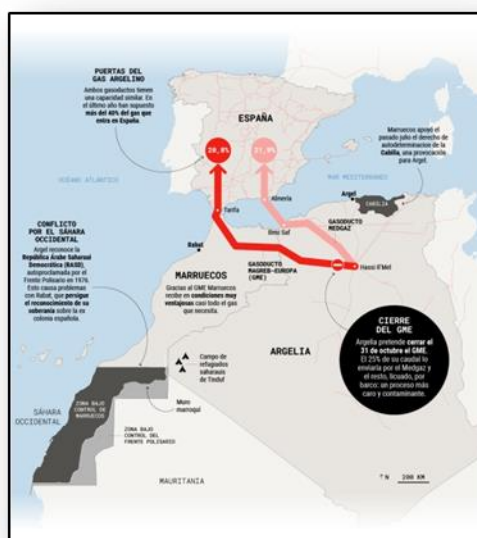 PUERTAS DEL
GAS ARGELINO
Ambos gasoductos tienen
una capacidad similar. En
el último año han supuesto
más del 40% del gas que
entra en España.
ESPAÑA
Marruecos apoyó el
pasado julio el derecho de
autodeterminación de la
Cabilia, una provocación
para Argel.
OCÉANO ATLÁNTICO
MAR MEDITERRÁNEO
Argel
CABILIA
Almería
Tarifa
GASODUCTO
MEDGAZ
Rabat
GASODUCTO
MAGREB-EUROPA
(GME)
Hassi R'Mel
CONFLICTO
POR EL SÁHARA
OCCIDENTAL
Argel reconoce la
República Árabe Saharaui
Democrática (RASD),
autoproclamada por el
Frente Polisario en 1976.
Esto causa problemas
con Rabat, que persigue el
reconocimiento de su
soberanía sobre la ex
colonia española.
MARRUECOS
Gracias al GME Marruecos
recibe en condiciones muy
ventajosas casi todo el gas
que necesita.
CIERRE
DEL GME
Argelia pretende cerrar el
31 de octubre el GME.
El 25% de su caudal lo
enviaría por el Medgaz y
el resto, licuado, por
barco: un proceso más
caro y contaminante.
ARGELIA
Campo de
refugiados
saharauis
de Tinduf
Muro
marroquí
ZONA BAJO
CONTROL DE
MARRUECOS
SÁHARA
OCCIDENTAL
ZONA BAJO
CONTROL DEL
FRENTE POLISARIO
MAURITANIA
N 200 KM